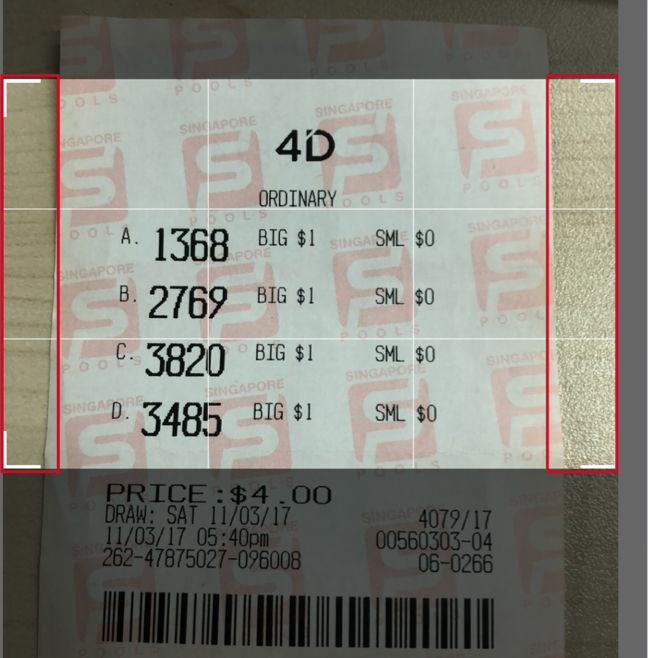 4D
ORDINARY
A. 1368 BIG $1 SML $0
B. 2769 BIG $1 SML $0
C. 3820 BIG $1 SML $0
D. 3485 BIG $1 SML $0
PRICE:$4.00
DRAW: SAT 11/03/17 4079/17
11/03/17 05:40pm 00560303-04
262-47875027-096008 06-0266
SINGAPORE POOLS